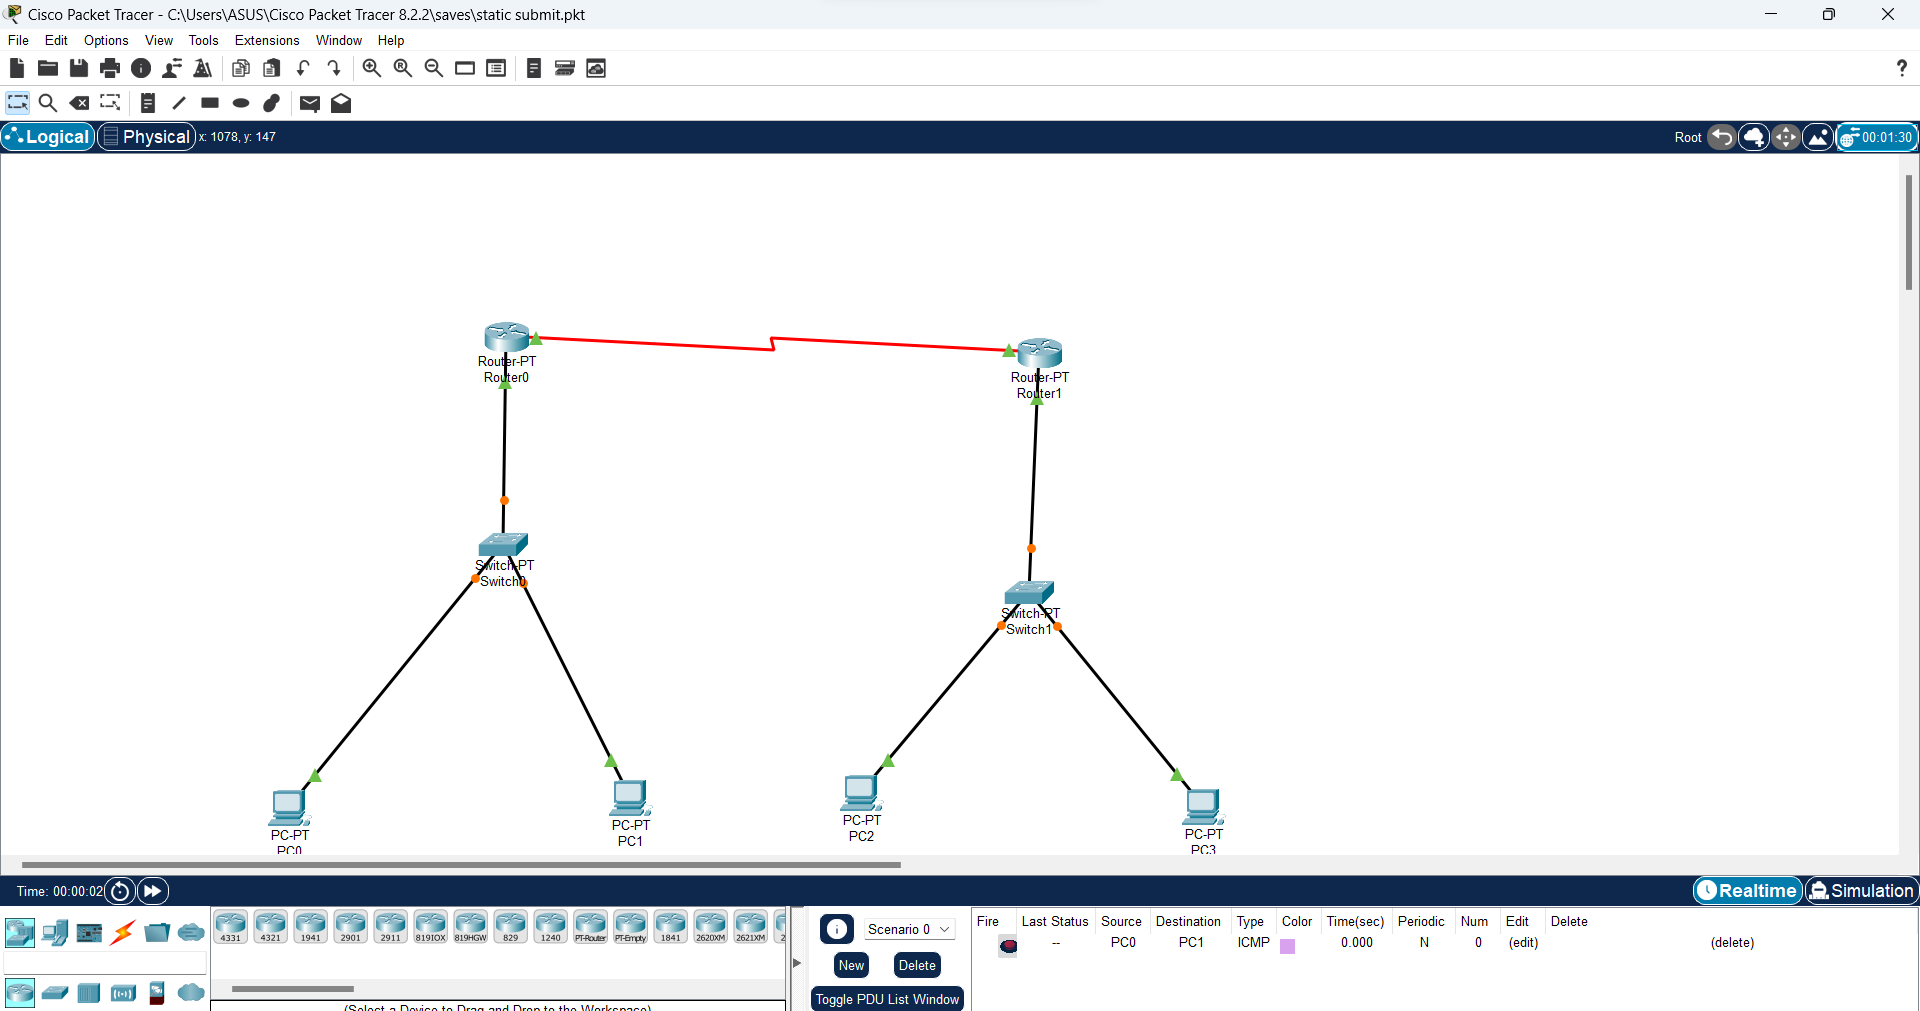 Cisco Packet Tracer - C:\Users\ASUS\Cisco Packet Tracer 8.2.2\saves\static submit.pkt
File Edit Options View Tools Extensions Window Help
?
Logical Physical x: 1078, y: 147 Root 00:01:30
Router-PT
Router0
Router-PT
Router1
Switch-PT
Switch0
Switch-PT
Switch1
PC-PT
PC0
PC-PT
PC1
PC-PT
PC2
PC-PT
PC3
Time: 00:00:02 Realtime Simulation
4331 4321 1941 2901 2911 819IOX 819HGW 829 1240 PT-Router PT-Empty 1841 2620XM 2621XM 2
(Select a Device to Drag and Drop to the Workspace)
Scenario 0
New Delete
Toggle PDU List Window
Fire Last Status Source Destination Type Color Time(sec) Periodic Num Edit Delete
-- PC0 PC1 ICMP 0.000 N 0 (edit) (delete)